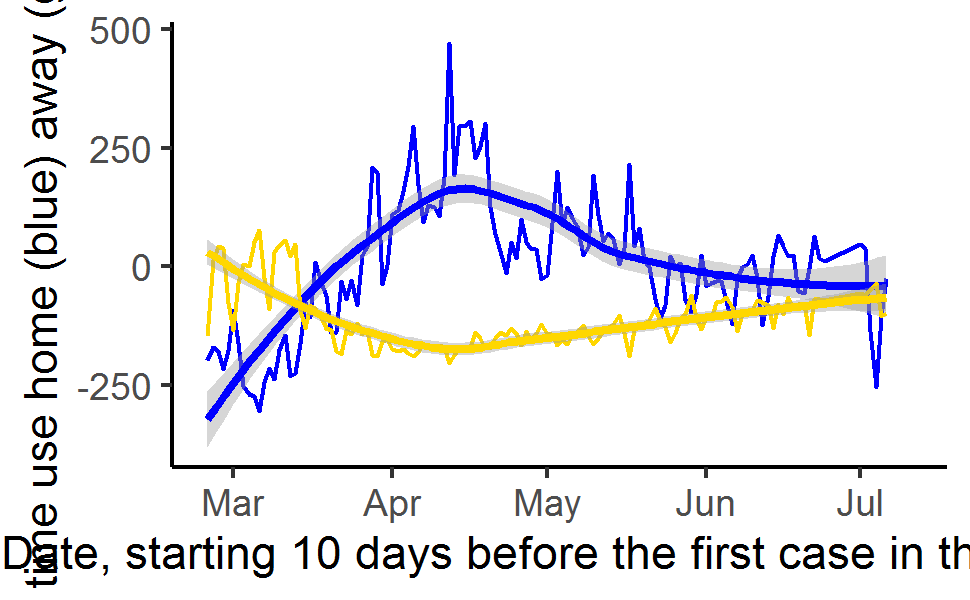 time use home (blue) away (
500
250
0
-250
Mar Apr May Jun Jul
Date, starting 10 days before the first case in th